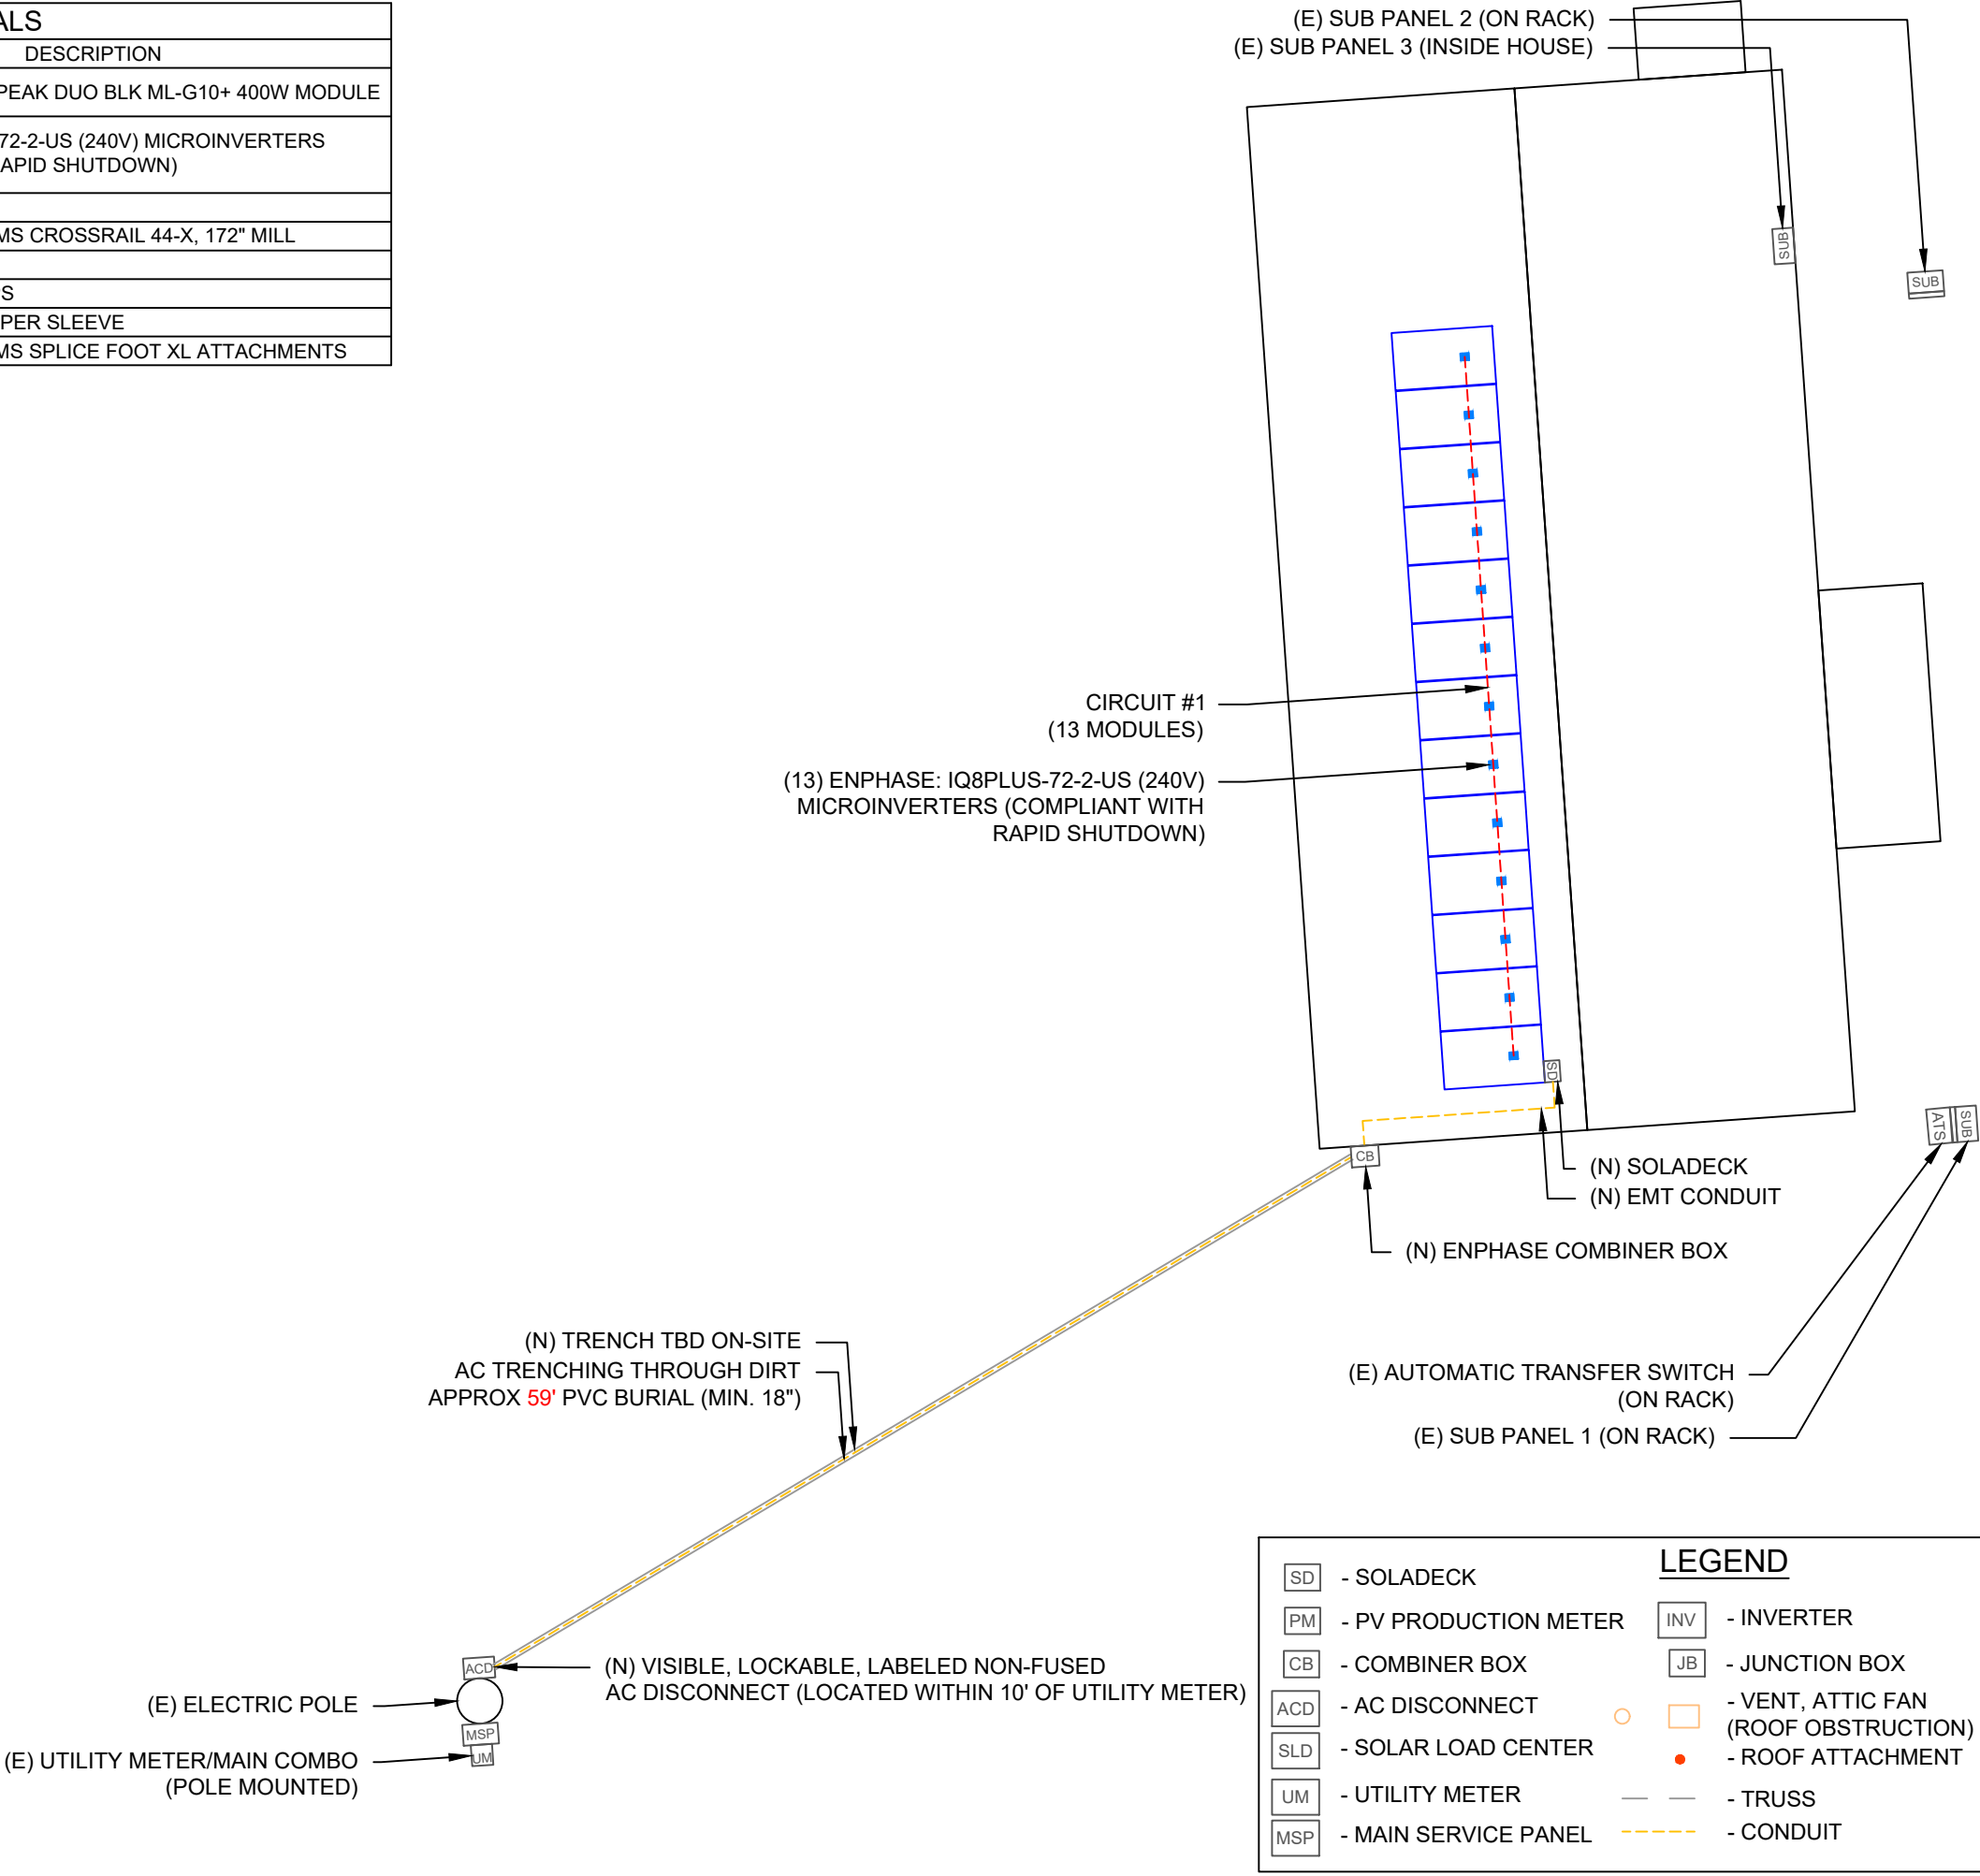 ALS
DESCRIPTION
PEAK DUO BLK ML-G10+ 400W MODULE
72-2-US (240V) MICROINVERTERS
APID SHUTDOWN)
MS CROSSRAIL 44-X, 172" MILL
S
PER SLEEVE
MS SPLICE FOOT XL ATTACHMENTS
(E) SUB PANEL 2 (ON RACK)
(E) SUB PANEL 3 (INSIDE HOUSE)
SUB
SUB
CIRCUIT #1
(13 MODULES)
(13) ENPHASE: IQ8PLUS-72-2-US (240V)
MICROINVERTERS (COMPLIANT WITH
RAPID SHUTDOWN)
SD
ATS
SUB
CB
(N) SOLADECK
(N) EMT CONDUIT
(N) ENPHASE COMBINER BOX
(N) TRENCH TBD ON-SITE
AC TRENCHING THROUGH DIRT
APPROX 59' PVC BURIAL (MIN. 18")
(E) AUTOMATIC TRANSFER SWITCH
(ON RACK)
(E) SUB PANEL 1 (ON RACK)
ACD
(N) VISIBLE, LOCKABLE, LABELED NON-FUSED
AC DISCONNECT (LOCATED WITHIN 10' OF UTILITY METER)
(E) ELECTRIC POLE
MSP
UM
(E) UTILITY METER/MAIN COMBO
(POLE MOUNTED)
LEGEND
SD - SOLADECK
PM - PV PRODUCTION METER
CB - COMBINER BOX
ACD - AC DISCONNECT
SLD - SOLAR LOAD CENTER
UM - UTILITY METER
MSP - MAIN SERVICE PANEL
INV - INVERTER
JB - JUNCTION BOX
- VENT, ATTIC FAN
(ROOF OBSTRUCTION)
- ROOF ATTACHMENT
- TRUSS
- CONDUIT